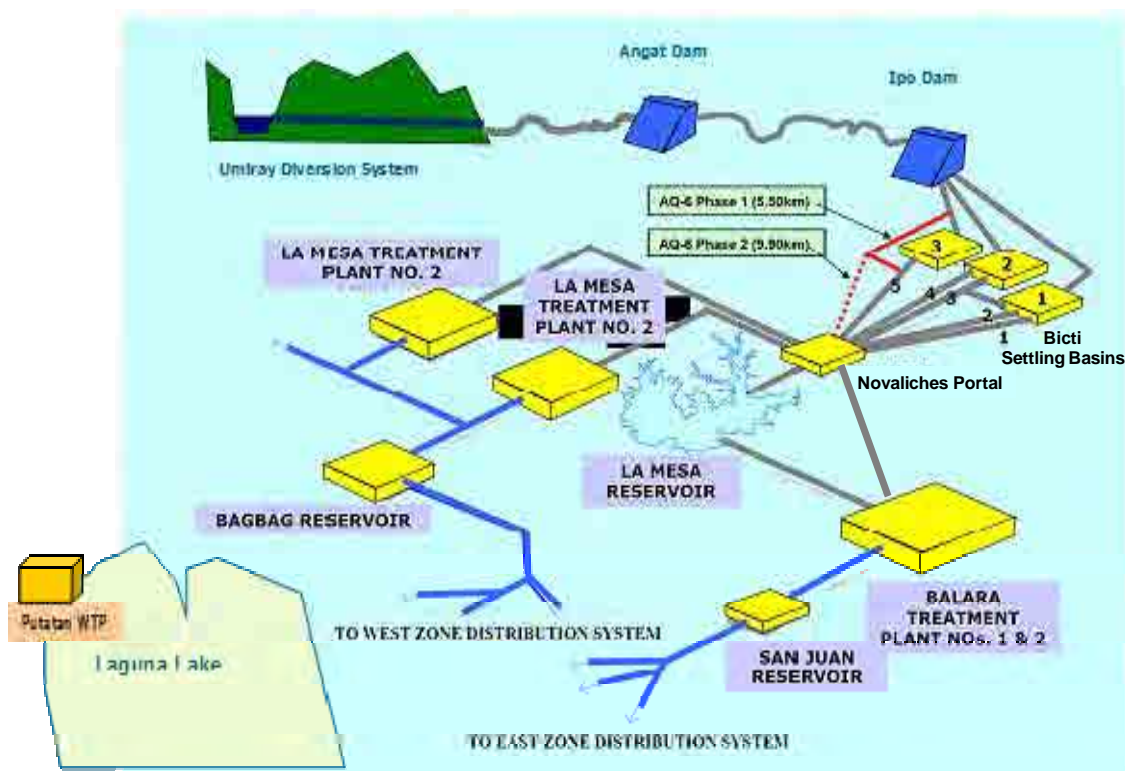 Angat Dam
Ipo Dam
Umiray Diversion System
AQ-6 Phase 1 (5.50km)
AQ-6 Phase 2 (9.90km)
3
2
1
5
4
3
2
1
Bicti
Settling Basins
LA MESA TREATMENT
PLANT NO. 2
LA MESA
TREATMENT
PLANT NO. 2
Novaliches Portal
LA MESA
RESERVOIR
BAGBAG RESERVOIR
Putatan WTP
Laguna Lake
TO WEST ZONE DISTRIBUTION SYSTEM
BALARA
TREATMENT
PLANT NOs. 1 & 2
SAN JUAN
RESERVOIR
TO EAST ZONE DISTRIBUTION SYSTEM